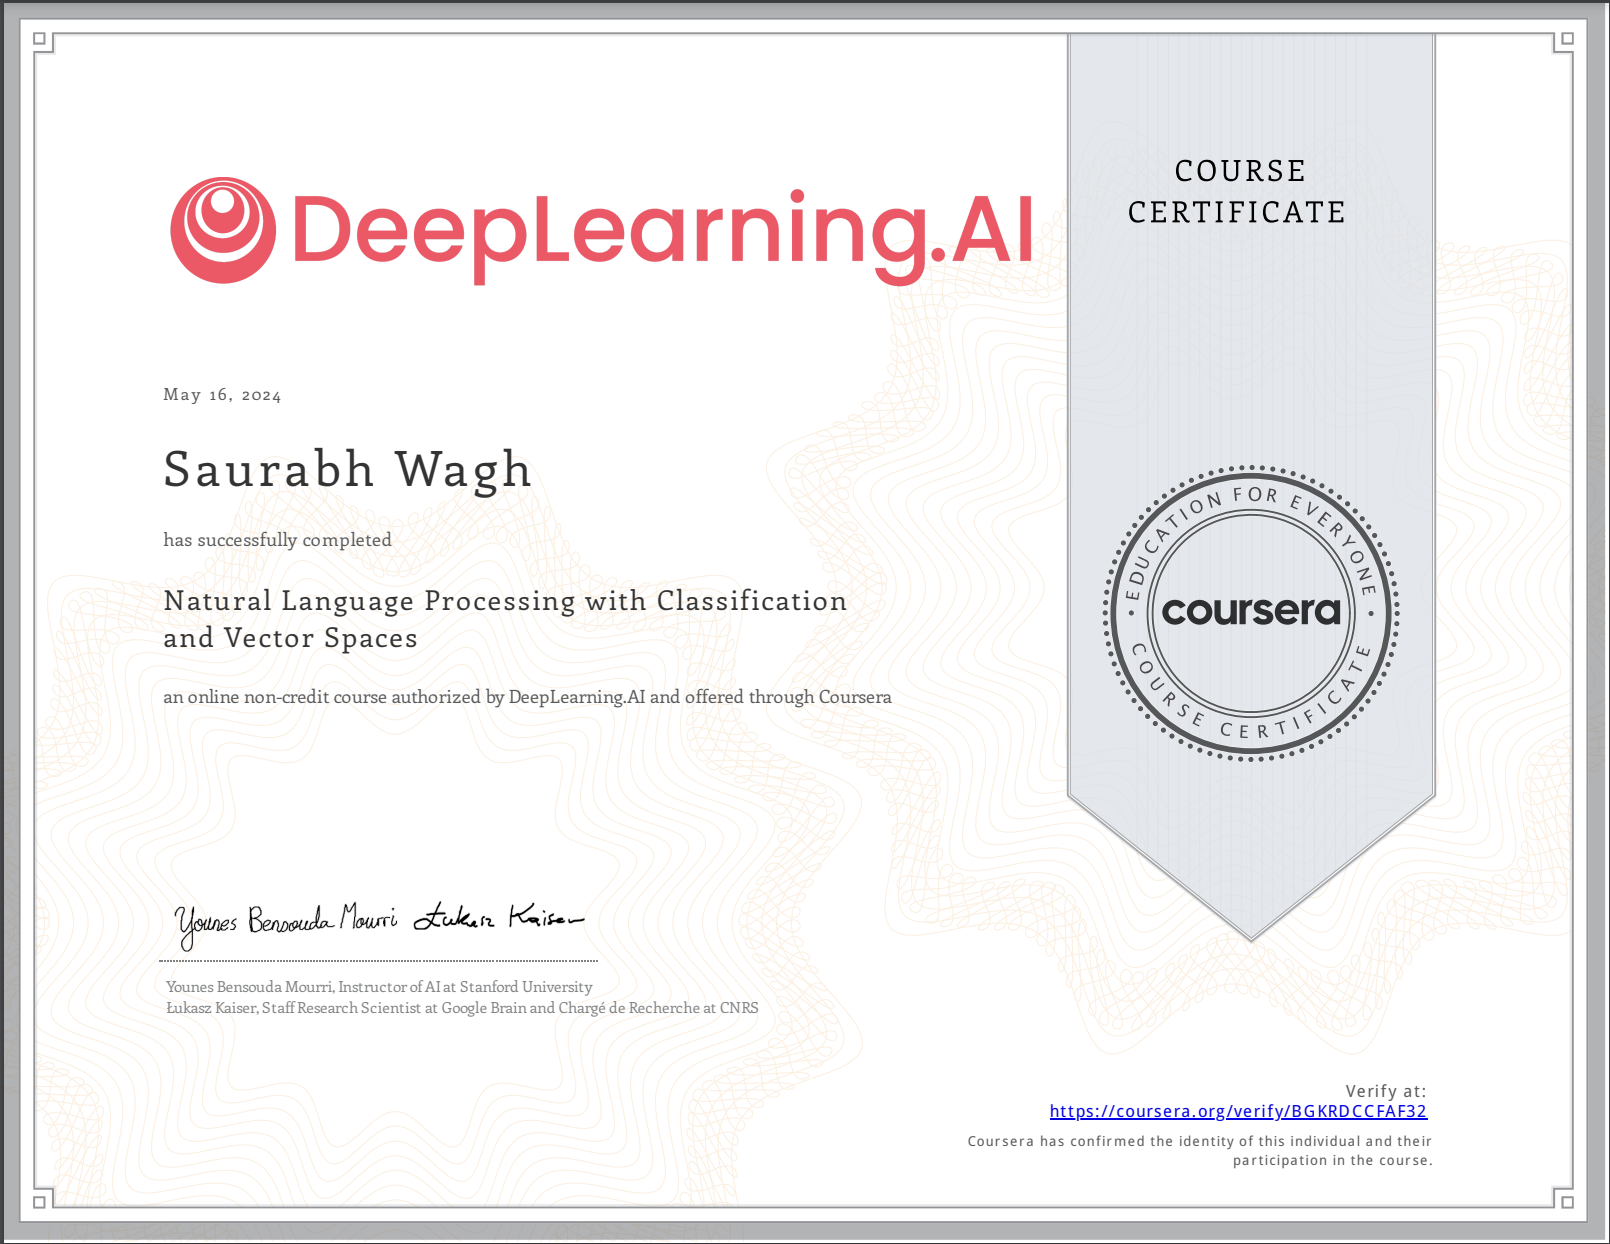 DeepLearning.AI
COURSE
CERTIFICATE
May 16, 2024
Saurabh Wagh
has successfully completed
Natural Language Processing with Classification
and Vector Spaces
an online non-credit course authorized by DeepLearning.AI and offered through Coursera
EDUCATION FOR EVERYONE
coursera
COURSE CERTIFICATE
Younes Bensouda Mourri Łukasz Kaiser
Younes Bensouda Mourri, Instructor of AI at Stanford University
Łukasz Kaiser, Staff Research Scientist at Google Brain and Chargé de Recherche at CNRS
Verify at:
https://coursera.org/verify/BGKRDCCFAF32
Coursera has confirmed the identity of this individual and their
participation in the course.